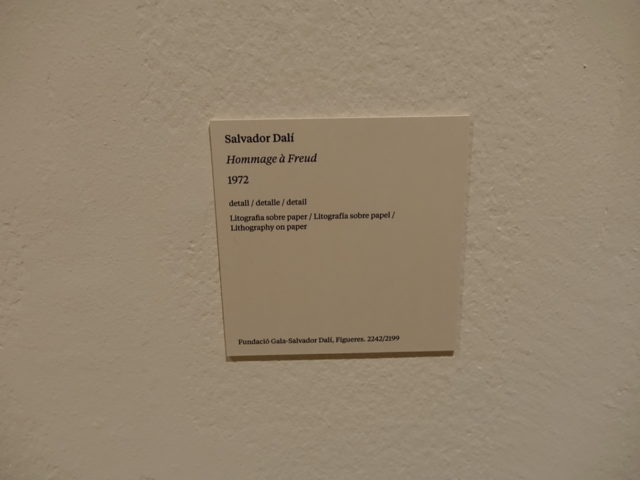 Salvador Dalí
Hommage à Freud
1972
detall / detalle / detail
Litografia sobre paper / Litografía sobre papel /
Lithography on paper
Fundació Gala-Salvador Dalí, Figueres. 2242/2199